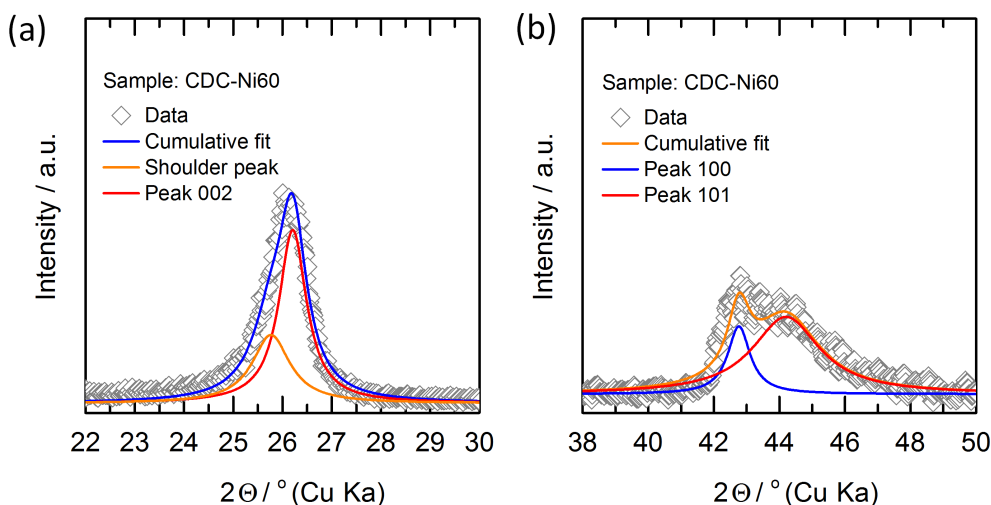 (a)
Sample: CDC-Ni60
Data
Cumulative fit
Shoulder peak
Peak 002
Intensity / a.u.
22 23 24 25 26 27 28 29 30
2Θ / ° (Cu Ka)
(b)
Sample: CDC-Ni60
Data
Cumulative fit
Peak 100
Peak 101
Intensity / a.u.
38 40 42 44 46 48 50
2Θ / ° (Cu Ka)